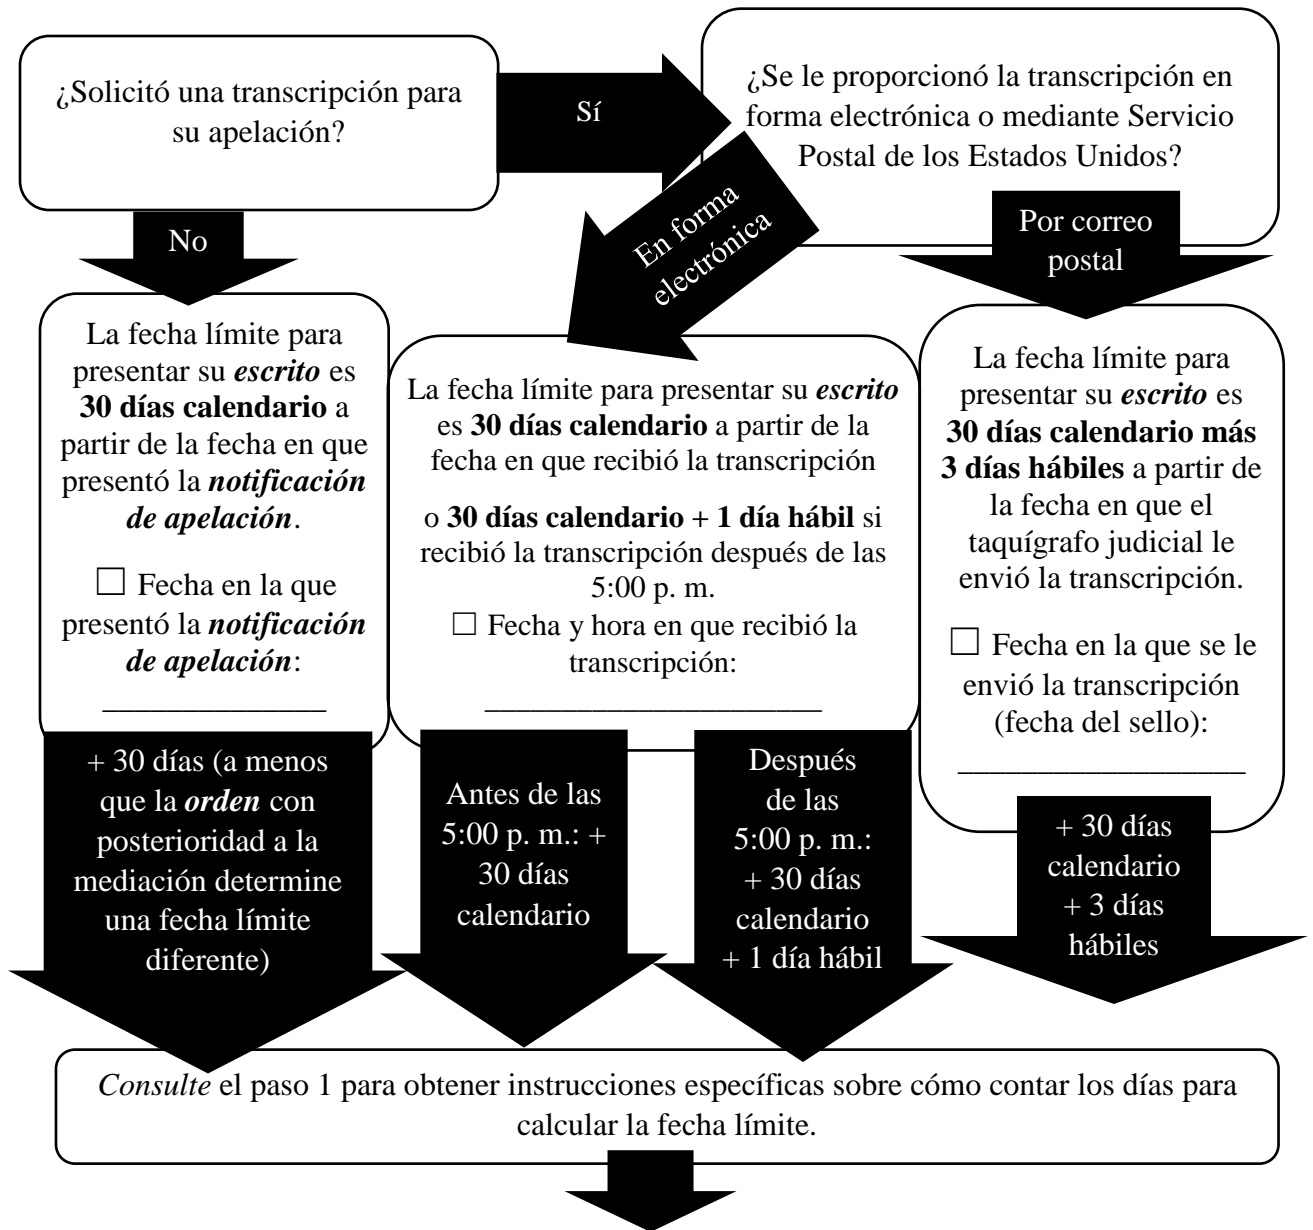 ¿Solicitó una transcripción para
su apelación?
Sí
¿Se le proporcionó la transcripción en
forma electrónica o mediante Servicio
Postal de los Estados Unidos?
No
En forma
electrónica
Por correo
postal
La fecha límite para
presentar su escrito es
30 días calendario a
partir de la fecha en que
presentó la notificación
de apelación.
☐ Fecha en la que
presentó la notificación
de apelación:
______________
La fecha límite para presentar su escrito
es 30 días calendario a partir de la
fecha en que recibió la transcripción
o 30 días calendario + 1 día hábil si
recibió la transcripción después de las
5:00 p. m.
☐ Fecha y hora en que recibió la
transcripción:
_____________________
La fecha límite para
presentar su escrito es
30 días calendario más
3 días hábiles a partir de
la fecha en que el
taquígrafo judicial le
envió la transcripción.
☐ Fecha en la que se le
envió la transcripción
(fecha del sello):
__________________
+ 30 días (a menos
que la orden con
posterioridad a la
mediación determine
una fecha límite
diferente)
Antes de las
5:00 p. m.: +
30 días
calendario
Después
de las
5:00 p. m.:
+ 30 días
calendario
+ 1 día hábil
+ 30 días
calendario
+ 3 días
hábiles
Consulte el paso 1 para obtener instrucciones específicas sobre cómo contar los días para
calcular la fecha límite.